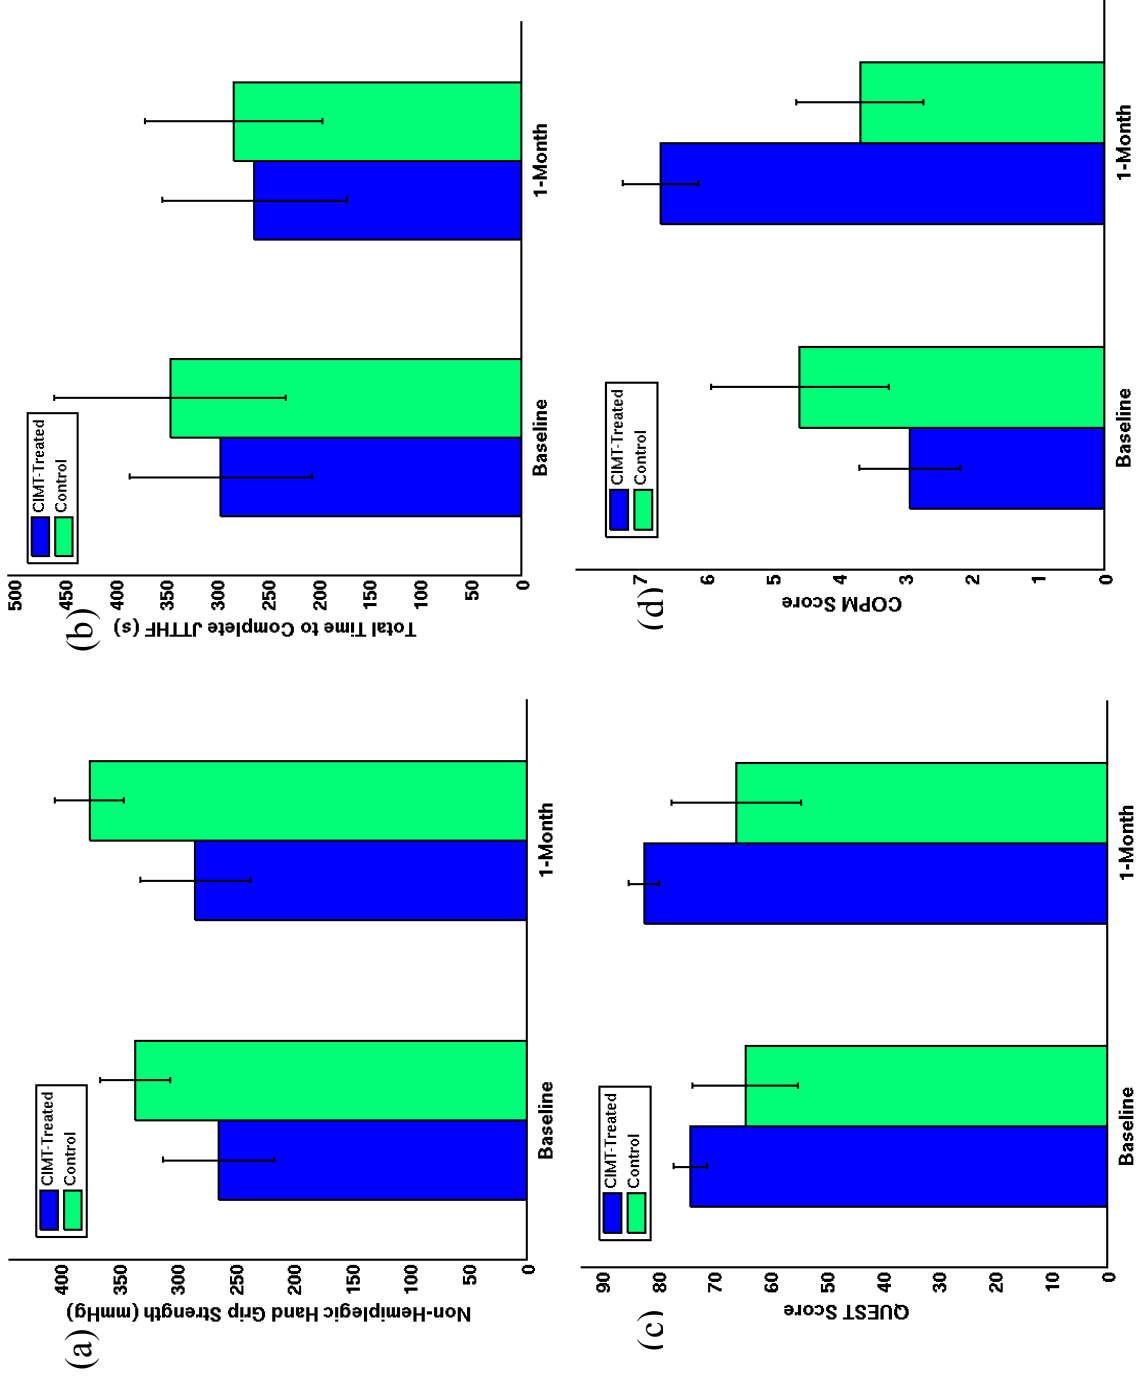 (a)
Non-Hemiplegic Hand Grip Strength (mmHg)
400
350
300
250
200
150
100
50
0
CIMT-Treated
Control
Baseline
1-Month
(b)
Total Time to Complete JTTHF (s)
500
450
400
350
300
250
200
150
100
50
0
CIMT-Treated
Control
Baseline
1-Month
(c)
QUEST Score
90
80
70
60
50
40
30
20
10
0
CIMT-Treated
Control
Baseline
1-Month
(d)
COPM Score
7
6
5
4
3
2
1
0
CIMT-Treated
Control
Baseline
1-Month